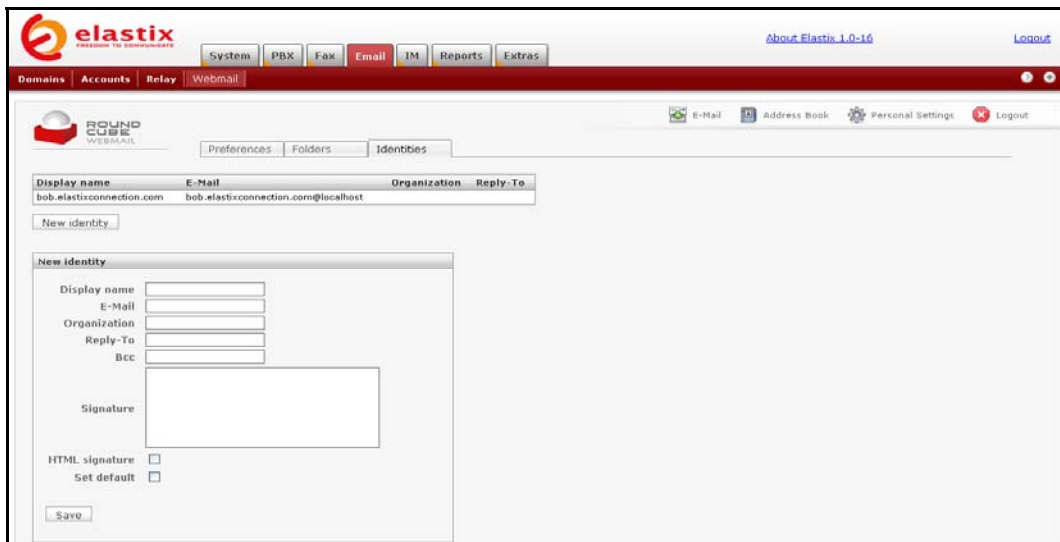 elastix
FREEDOM TO COMMUNICATE
System PBX Fax Email IM Reports Extras
About Elastix 1.0-16
Logout
Domains Accounts Relay Webmail
ROUND
CUBE
WEBMAIL
E-Mail Address Book Personal Settings Logout
Preferences Folders Identities
Display name E-Mail Organization Reply-To
bob.elastixconnection.com bob.elastixconnection.com@localhost
New identity
New identity
Display name
E-Mail
Organization
Reply-To
Bcc
Signature
HTML signature
Set default
Save